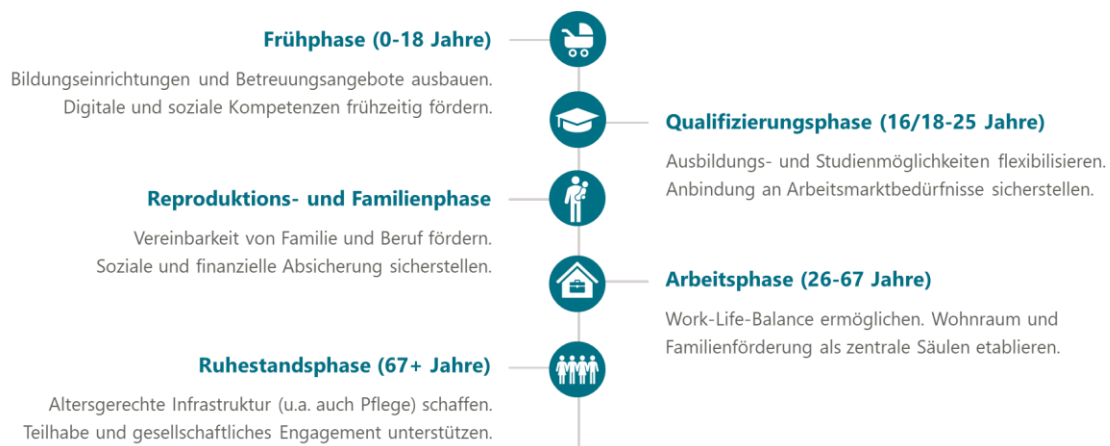 Frühphase (0-18 Jahre)
Bildungseinrichtungen und Betreuungsangebote ausbauen.
Digitale und soziale Kompetenzen frühzeitig fördern.
Qualifizierungsphase (16/18-25 Jahre)
Ausbildungs- und Studienmöglichkeiten flexibilisieren.
Anbindung an Arbeitsmarktbedürfnisse sicherstellen.
Reproduktions- und Familienphase
Vereinbarkeit von Familie und Beruf fördern.
Soziale und finanzielle Absicherung sicherstellen.
Arbeitsphase (26-67 Jahre)
Work-Life-Balance ermöglichen. Wohnraum und
Familienförderung als zentrale Säulen etablieren.
Ruhestandsphase (67+ Jahre)
Altersgerechte Infrastruktur (u.a. auch Pflege) schaffen.
Teilhabe und gesellschaftliches Engagement unterstützen.